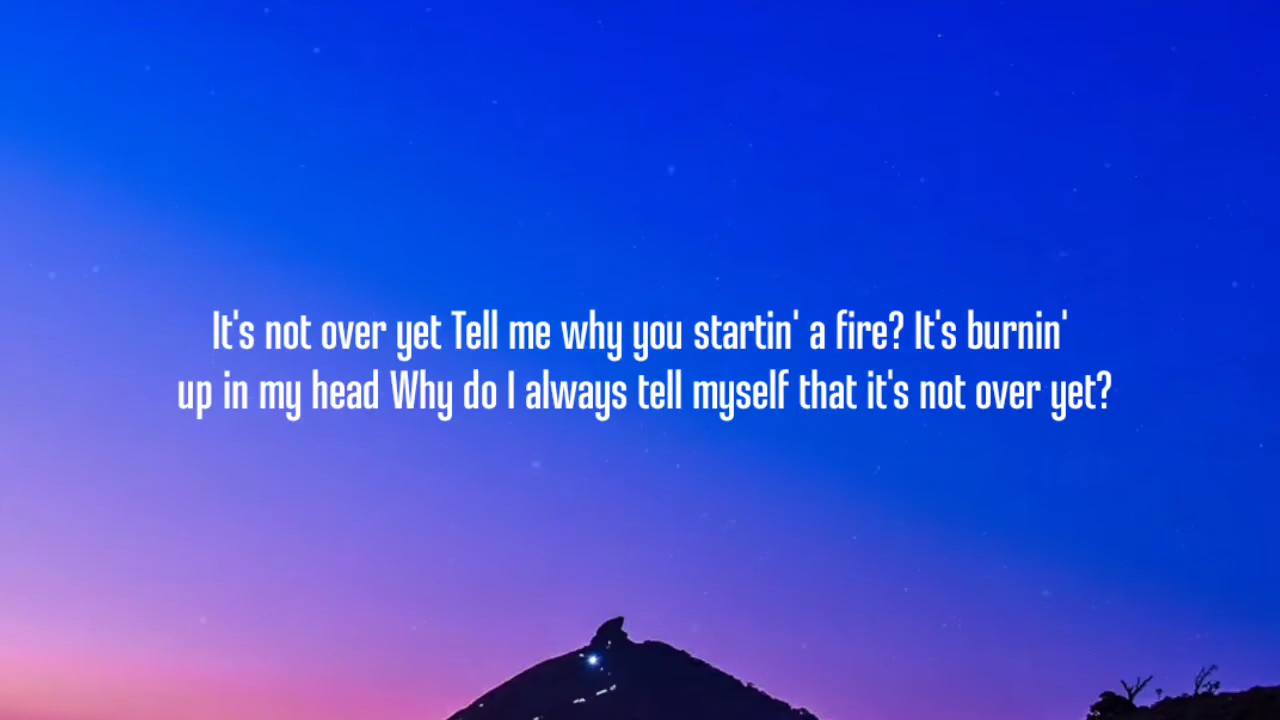 It's not over yet Tell me why you startin' a fire? It's burnin'
up in my head Why do I always tell myself that it's not over yet?